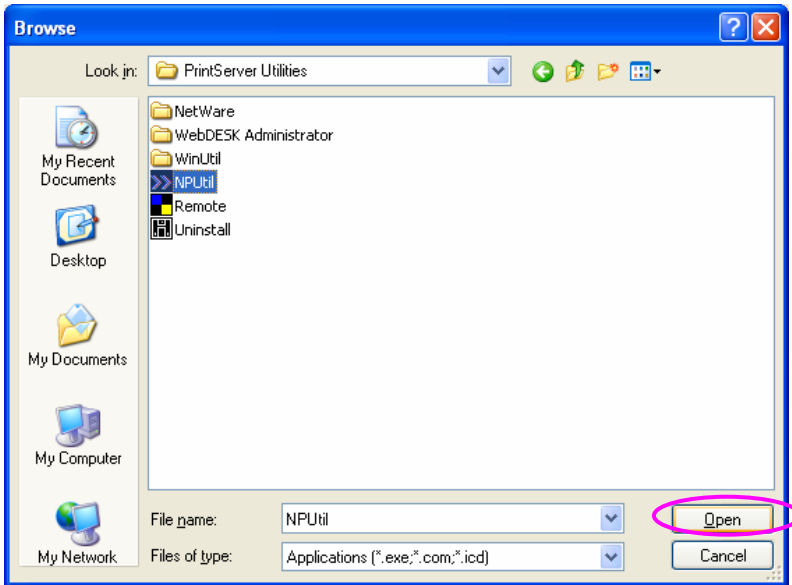 Browse
Look in: PrintServer Utilities
My Recent Documents
Desktop
My Documents
My Computer
My Network
NetWare
WebDESK Administrator
WinUtil
NPUtil
Remote
Uninstall
File name: NPUtil Open
Files of type: Applications (*.exe;*.com;*.icd) Cancel